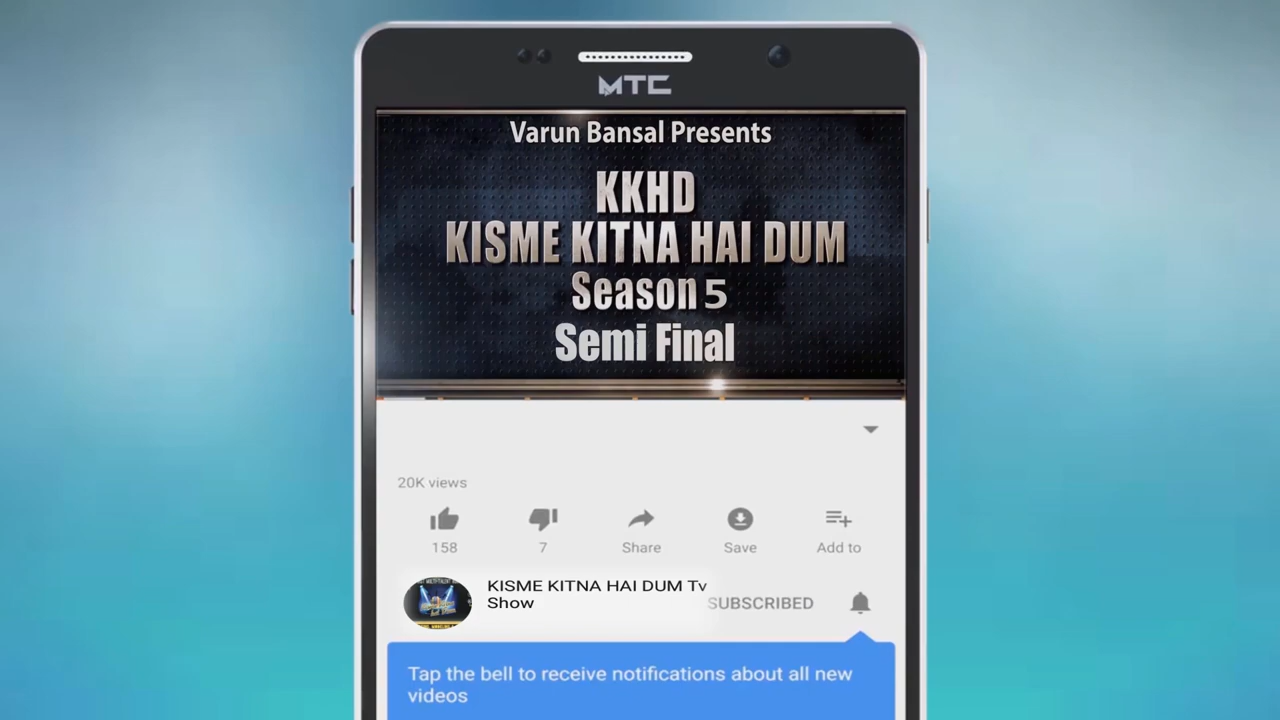 MTC
Varun Bansal Presents
KKHD
KISME KITNA HAI DUM
Season 5
Semi Final
20K views
158
7
Share
Save
Add to
KISME KITNA HAI DUM Tv
Show
SUBSCRIBED
Tap the bell to receive notifications about all new
videos